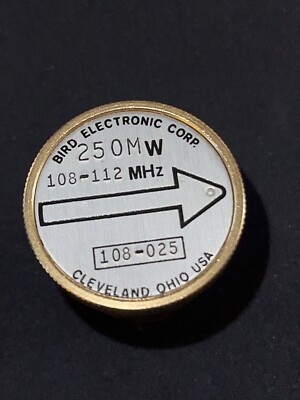 BIRD ELECTRONIC CORP.
250MW
108-112 MHz
108-025
CLEVELAND OHIO USA